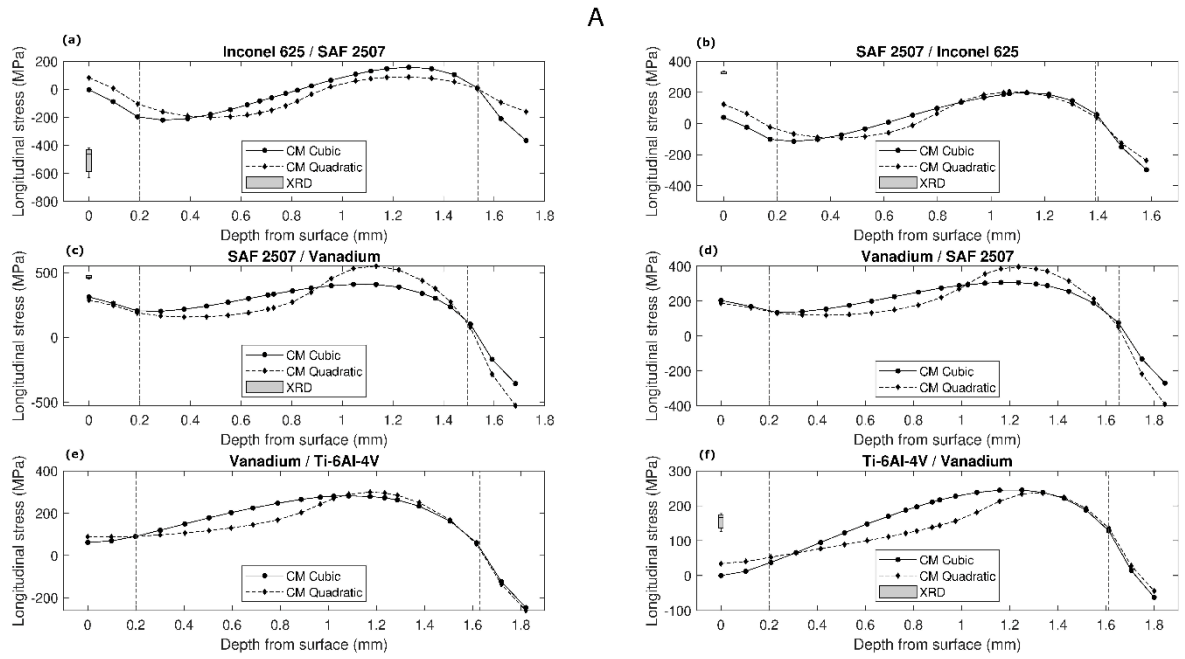 A
(a)
Inconel 625 / SAF 2507
Longitudinal stress (MPa)
200
0
-200
-400
-600
-800
CM Cubic
CM Quadratic
XRD
0 0.2 0.4 0.6 0.8 1 1.2 1.4 1.6 1.8
Depth from surface (mm)
(b)
SAF 2507 / Inconel 625
Longitudinal stress (MPa)
400
200
0
-200
-400
CM Cubic
CM Quadratic
XRD
0 0.2 0.4 0.6 0.8 1 1.2 1.4 1.6
Depth from surface (mm)
(c)
SAF 2507 / Vanadium
Longitudinal stress (MPa)
500
0
-500
CM Cubic
CM Quadratic
XRD
0 0.2 0.4 0.6 0.8 1 1.2 1.4 1.6 1.8
Depth from surface (mm)
(d)
Vanadium / SAF 2507
Longitudinal stress (MPa)
400
200
0
-200
-400
CM Cubic
CM Quadratic
0 0.2 0.4 0.6 0.8 1 1.2 1.4 1.6 1.8
Depth from surface (mm)
(e)
Vanadium / Ti-6Al-4V
Longitudinal stress (MPa)
400
200
0
-200
CM Cubic
CM Quadratic
0 0.2 0.4 0.6 0.8 1 1.2 1.4 1.6 1.8
Depth from surface (mm)
(f)
Ti-6Al-4V / Vanadium
Longitudinal stress (MPa)
300
200
100
0
-100
CM Cubic
CM Quadratic
XRD
0 0.2 0.4 0.6 0.8 1 1.2 1.4 1.6 1.8
Depth from surface (mm)